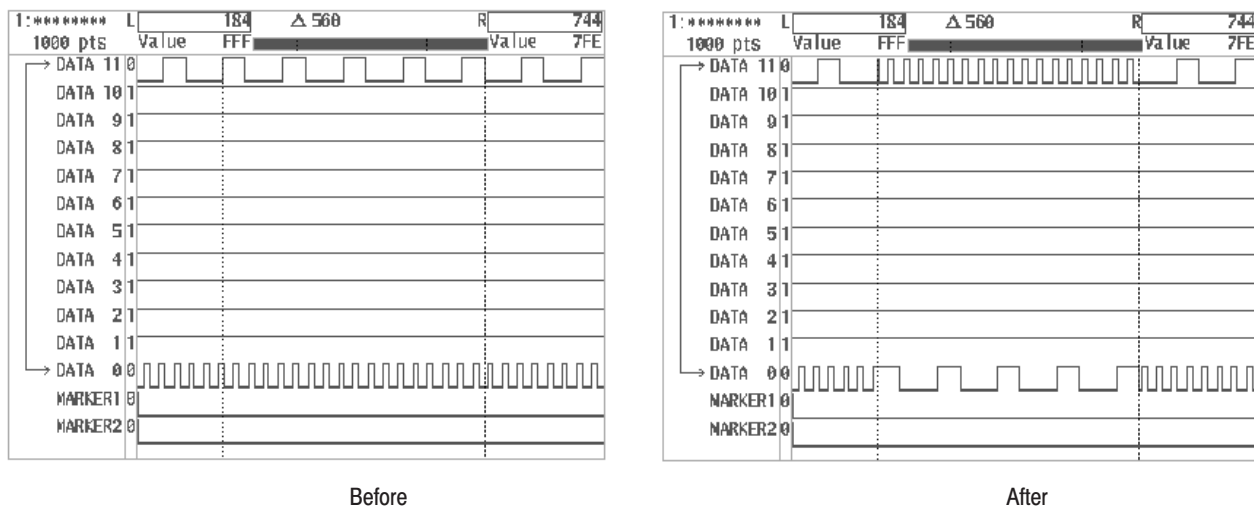 1:******** L 184 Δ 560 R 744
1000 pts Value FFF Value 7FE
DATA 11 0
DATA 10 1
DATA 9 1
DATA 8 1
DATA 7 1
DATA 6 1
DATA 5 1
DATA 4 1
DATA 3 1
DATA 2 1
DATA 1 1
DATA 0 0
MARKER1 0
MARKER2 0
Before
1:******** L 184 Δ 560 R 744
1000 pts Value FFF Value 7FE
DATA 11 0
DATA 10 1
DATA 9 1
DATA 8 1
DATA 7 1
DATA 6 1
DATA 5 1
DATA 4 1
DATA 3 1
DATA 2 1
DATA 1 1
DATA 0 0
MARKER1 0
MARKER2 0
After